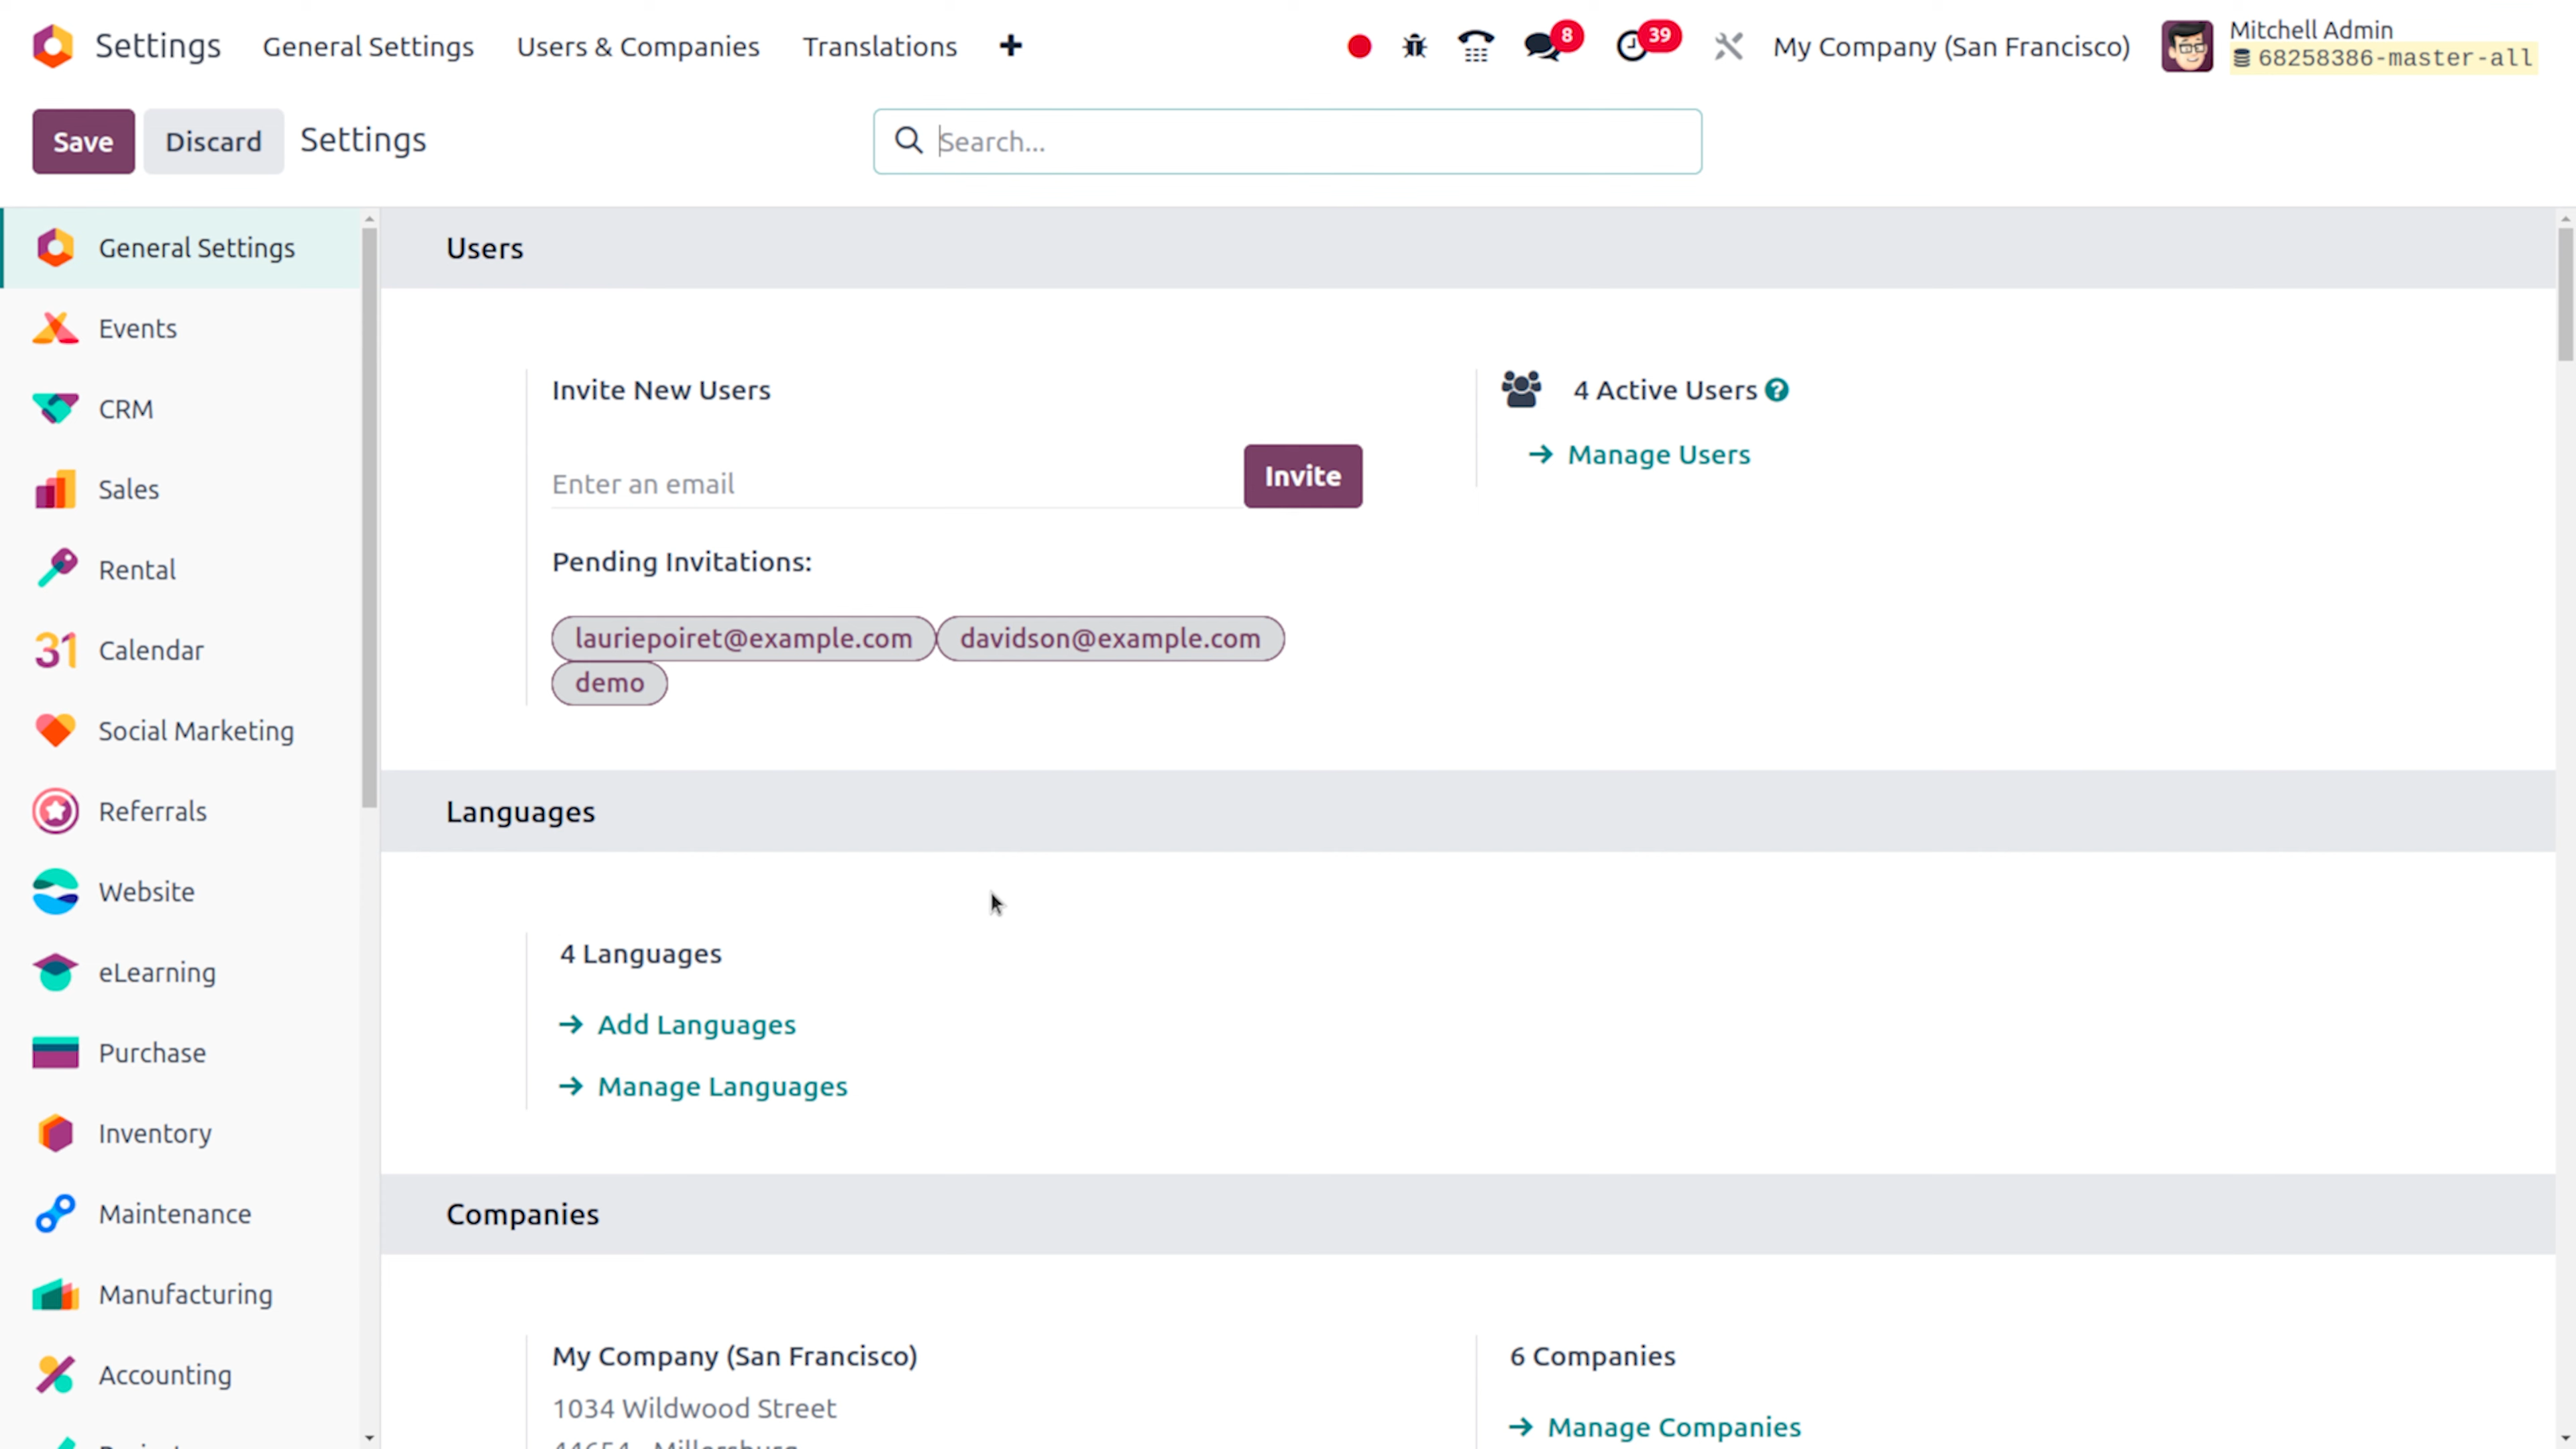 Settings General Settings Users & Companies Translations 8 39 My Company (San Francisco) Mitchell Admin
68258386-master-all
Save Discard Settings Search...
General Settings
Events
CRM
Sales
Rental
31 Calendar
Social Marketing
Referrals
Website
eLearning
Purchase
Inventory
Maintenance
Manufacturing
Accounting
Users
Invite New Users
Enter an email Invite
Pending Invitations:
lauriepoiret@example.com davidson@example.com
demo
4 Active Users ?
Manage Users
Languages
4 Languages
Add Languages
Manage Languages
Companies
My Company (San Francisco)
1034 Wildwood Street
6 Companies
Manage Companies